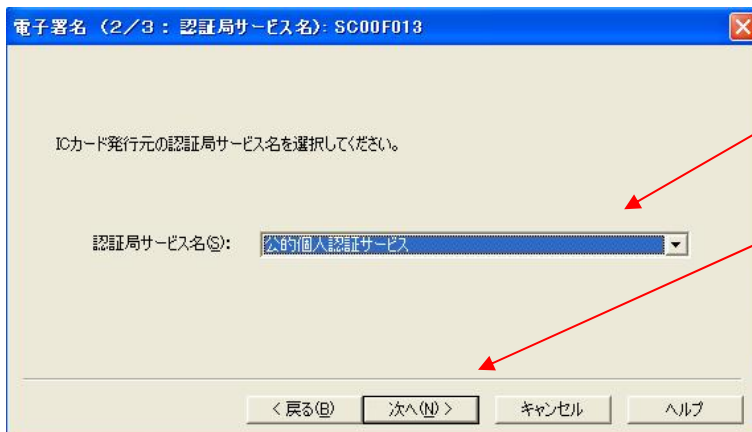 電子署名 (2/3 : 認証局サービス名): SC00F013
ICカード発行元の認証局サービス名を選択してください。
認証局サービス名(S): 公的個人認証サービス
< 戻る(B) 次へ(N) > キャンセル ヘルプ